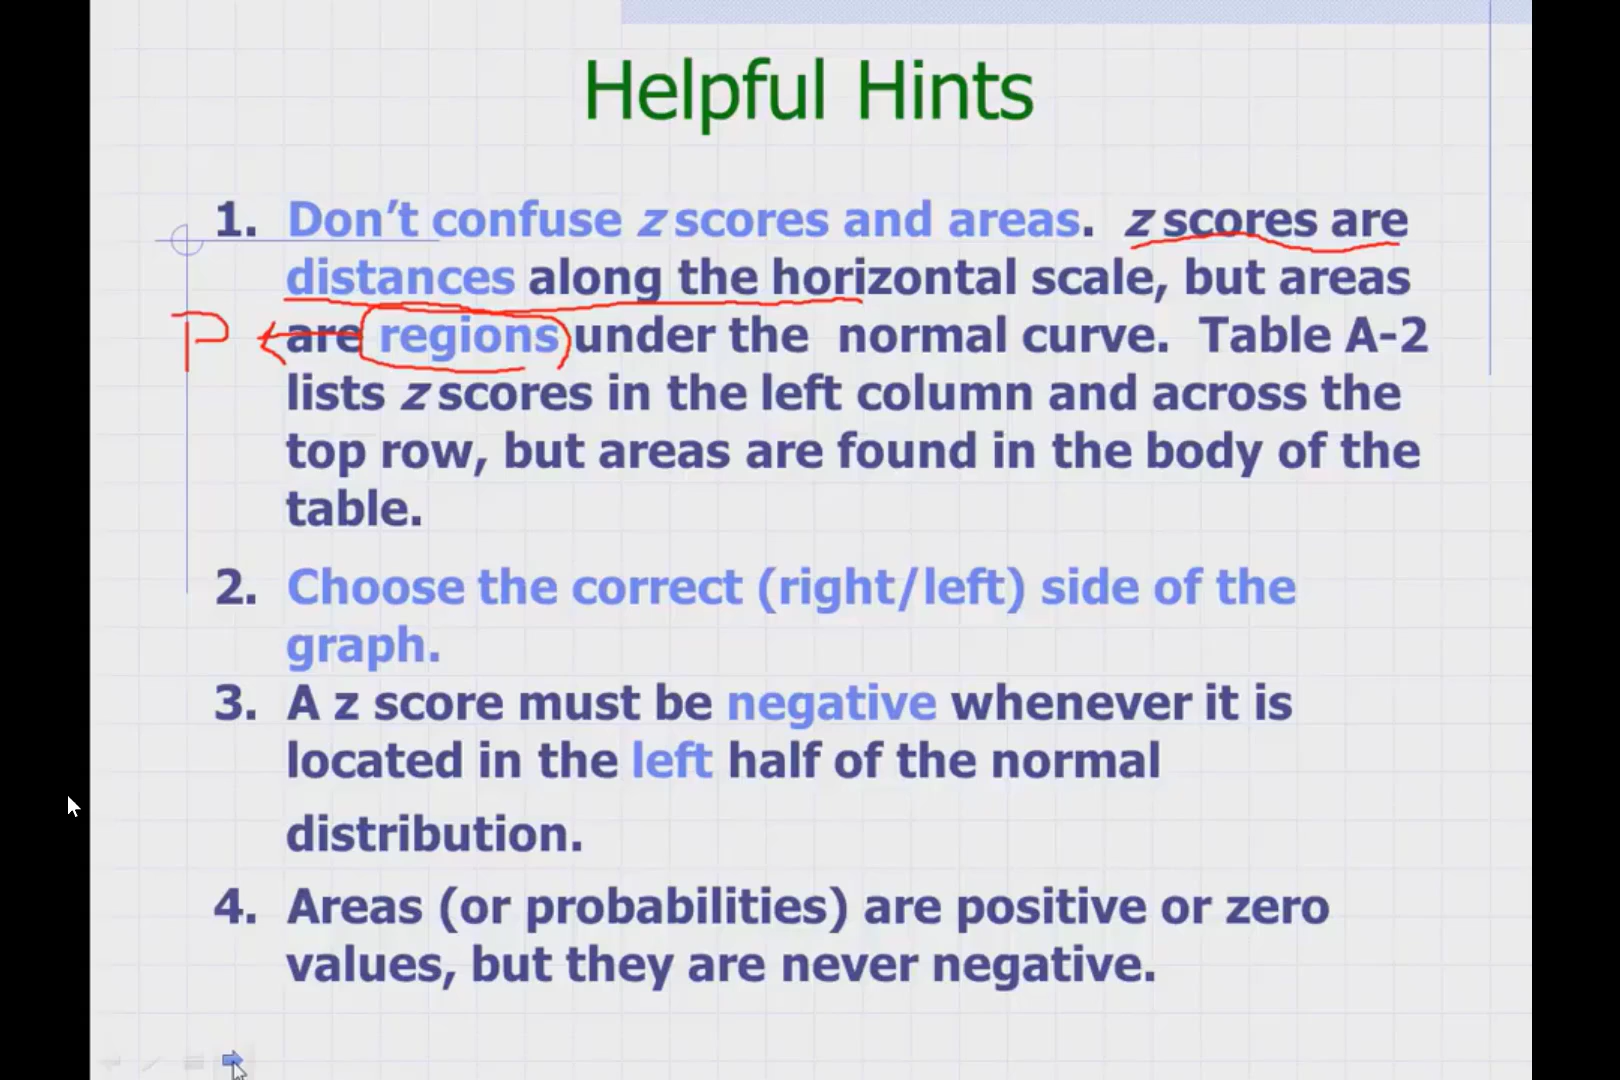 Helpful Hints
1. Don’t confuse z scores and areas. z scores are
distances along the horizontal scale, but areas
P are regions under the normal curve. Table A-2
lists z scores in the left column and across the
top row, but areas are found in the body of the
table.
2. Choose the correct (right/left) side of the
graph.
3. A z score must be negative whenever it is
located in the left half of the normal
distribution.
4. Areas (or probabilities) are positive or zero
values, but they are never negative.